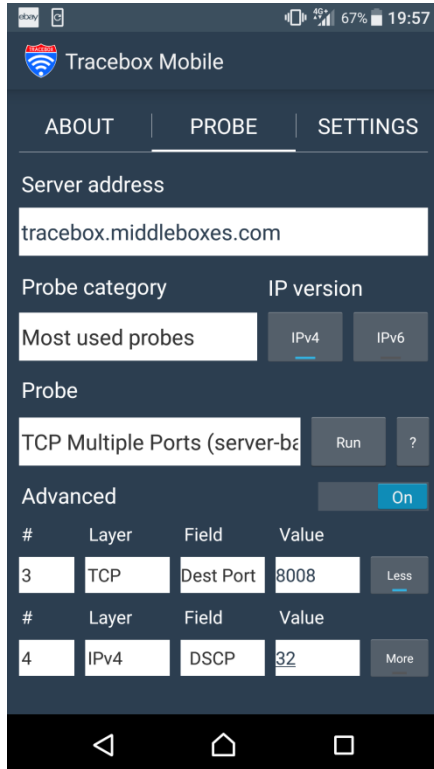 ebay 4G 67% 19:57
TRACEBOX
Tracebox Mobile
ABOUT PROBE SETTINGS
Server address
tracebox.middleboxes.com
Probe category IP version
Most used probes IPv4 IPv6
Probe
TCP Multiple Ports (server-ba Run ?
Advanced On
# Layer Field Value
3 TCP Dest Port 8008 Less
# Layer Field Value
4 IPv4 DSCP 32 More